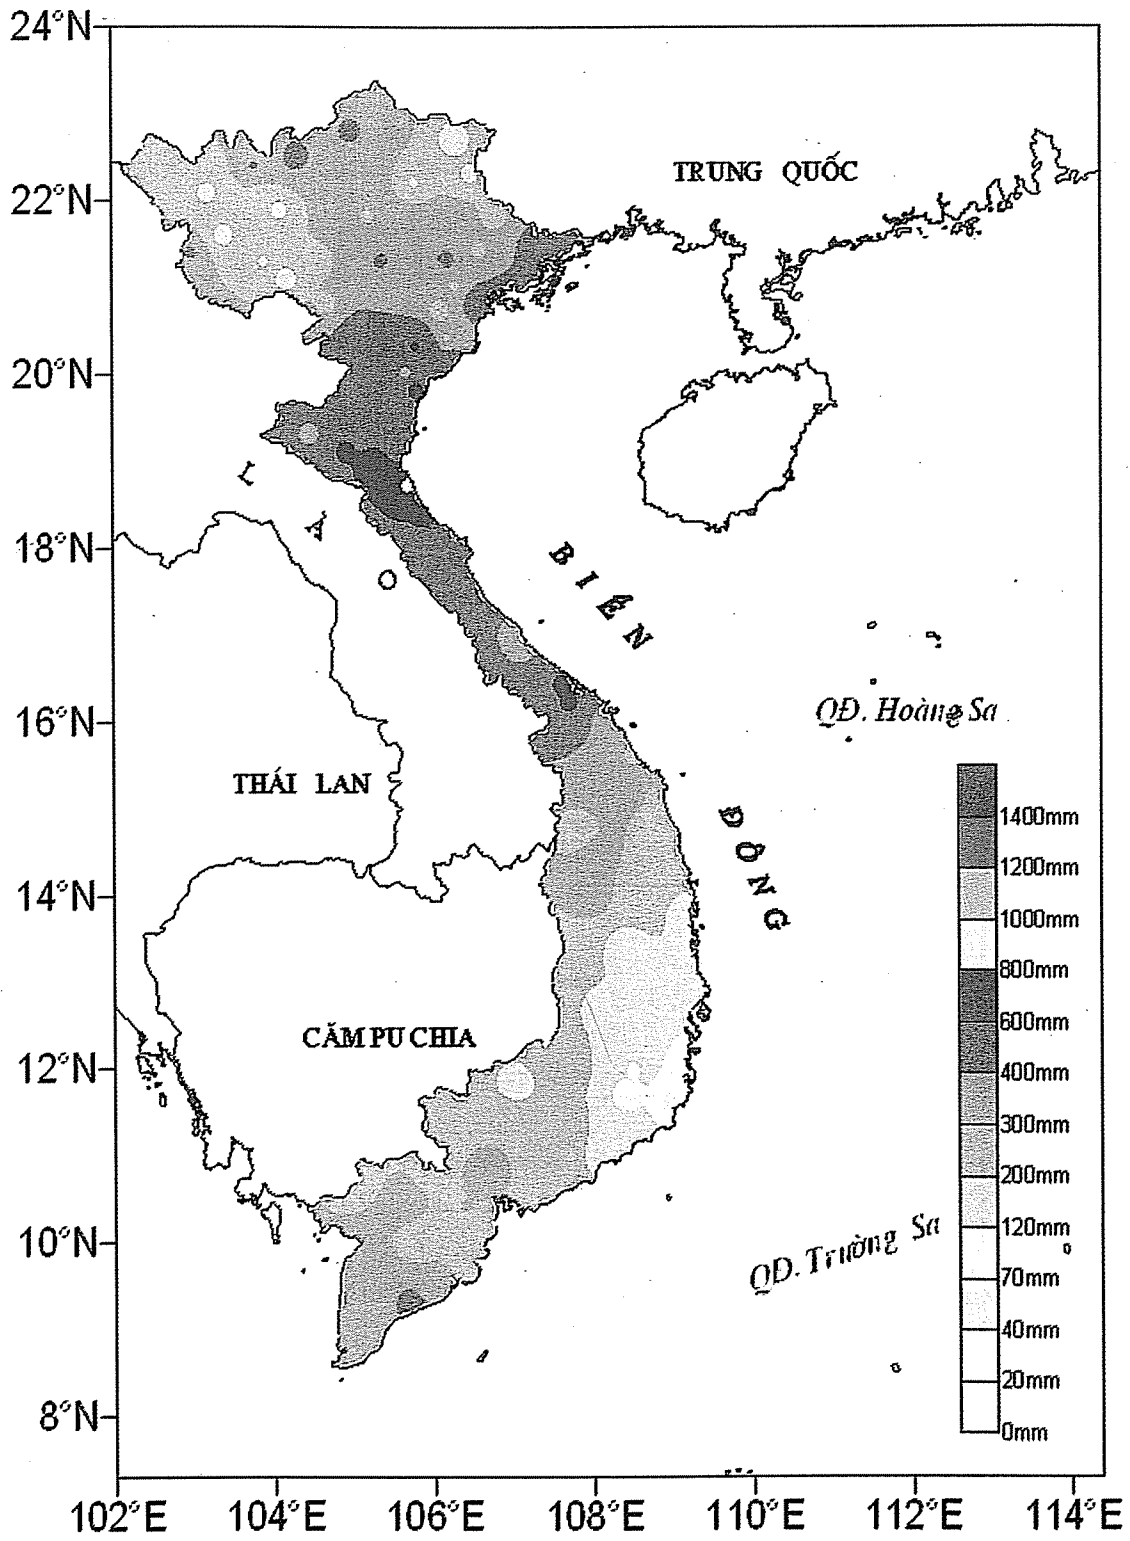 24°N
22°N
20°N
18°N
16°N
14°N
12°N
10°N
8°N
102°E 104°E 106°E 108°E 110°E 112°E 114°E
TRUNG QUỐC
L
A
O
BIỂN
ĐÔNG
QĐ. Hoàng Sa
THÁI LAN
CĂM PU CHIA
QĐ. Trường Sa
1400mm
1200mm
1000mm
800mm
600mm
400mm
300mm
200mm
120mm
70mm
40mm
20mm
0mm